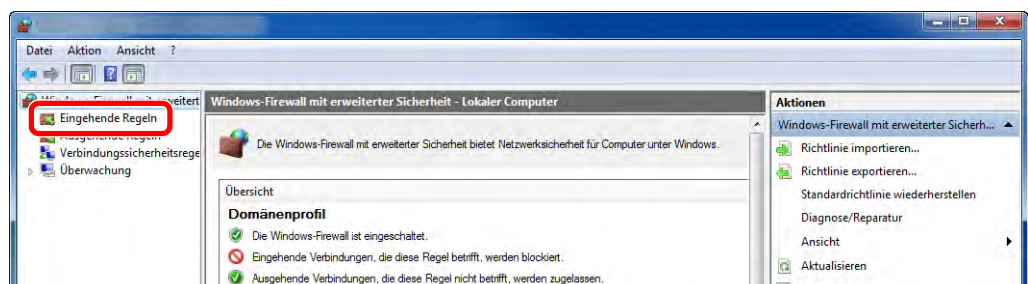 Datei Aktion Ansicht ?
Eingehende Regeln
Ausgehende Regeln
Verbindungssicherheitsrege
Überwachung
Windows-Firewall mit erweiterter Sicherheit - Lokaler Computer
Die Windows-Firewall mit erweiterter Sicherheit bietet Netzwerksicherheit für Computer unter Windows.
Übersicht
Domänenprofil
Die Windows-Firewall ist eingeschaltet.
Eingehende Verbindungen, die diese Regel betrifft, werden blockiert.
Ausgehende Verbindungen, die diese Regel nicht betrifft, werden zugelassen.
Aktionen
Windows-Firewall mit erweiterter Sicherh...
Richtlinie importieren...
Richtlinie exportieren...
Standardrichtlinie wiederherstellen
Diagnose/Reparatur
Ansicht
Aktualisieren